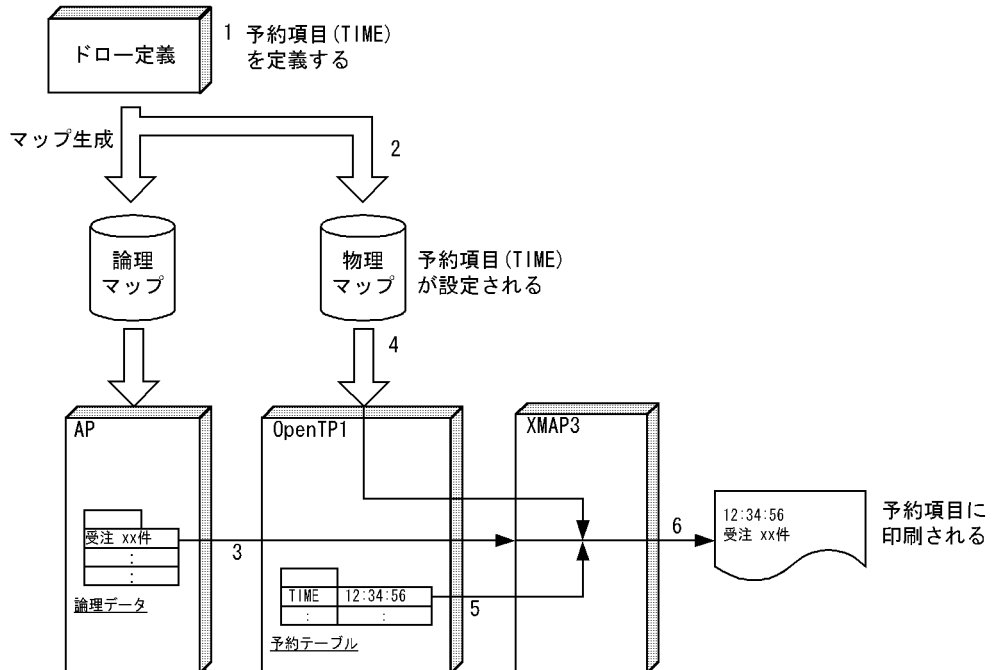 ドロー定義
1 予約項目(TIME)
を定義する
マップ生成
2
論理
マップ
物理
マップ
予約項目(TIME)
が設定される
4
AP
OpenTP1
XMAP3
受注 xx件
:
:
論理データ
3
TIME 12:34:56
: :
予約テーブル
5
6
12:34:56
受注 xx件
予約項目に
印刷される